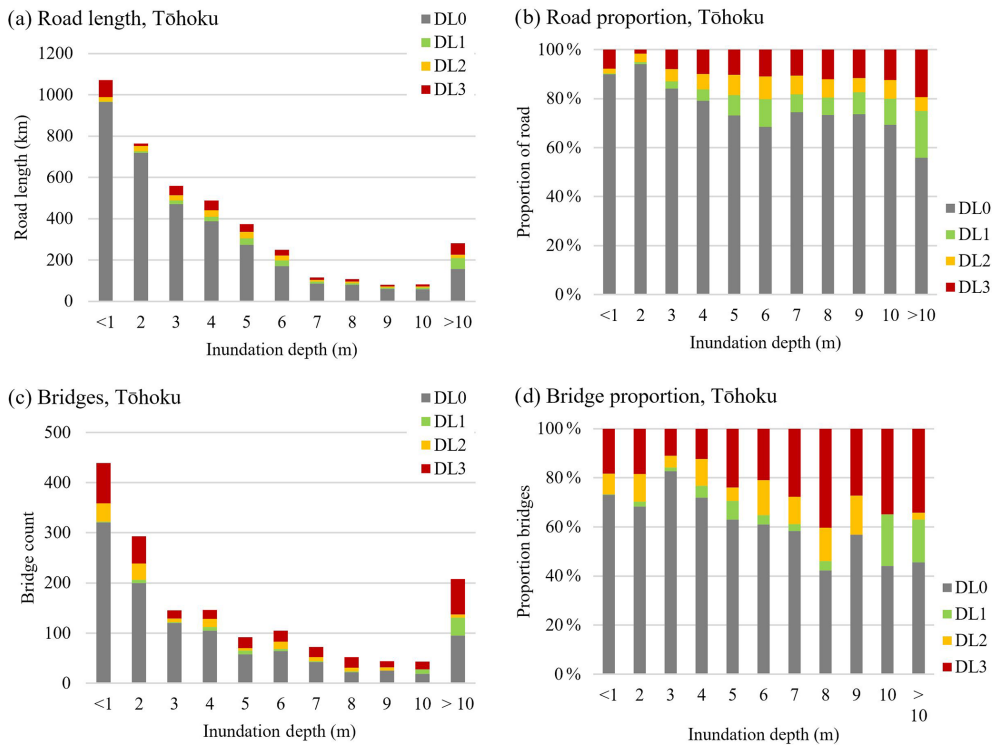 (a) Road length, Tōhoku
DL0
DL1
DL2
DL3
Road length (km)
1200
1000
800
600
400
200
0
<1 2 3 4 5 6 7 8 9 10 >10
Inundation depth (m)
(b) Road proportion, Tōhoku
Proportion of road
100 %
80 %
60 %
40 %
20 %
0 %
DL0
DL1
DL2
DL3
<1 2 3 4 5 6 7 8 9 10 >10
Inundation depth (m)
(c) Bridges, Tōhoku
DL0
DL1
DL2
DL3
Bridge count
500
400
300
200
100
0
<1 2 3 4 5 6 7 8 9 10 > 10
Inundation depth (m)
(d) Bridge proportion, Tōhoku
Proportion bridges
100 %
80 %
60 %
40 %
20 %
0 %
DL0
DL1
DL2
DL3
<1 2 3 4 5 6 7 8 9 10 >
10
Inundation depth (m)